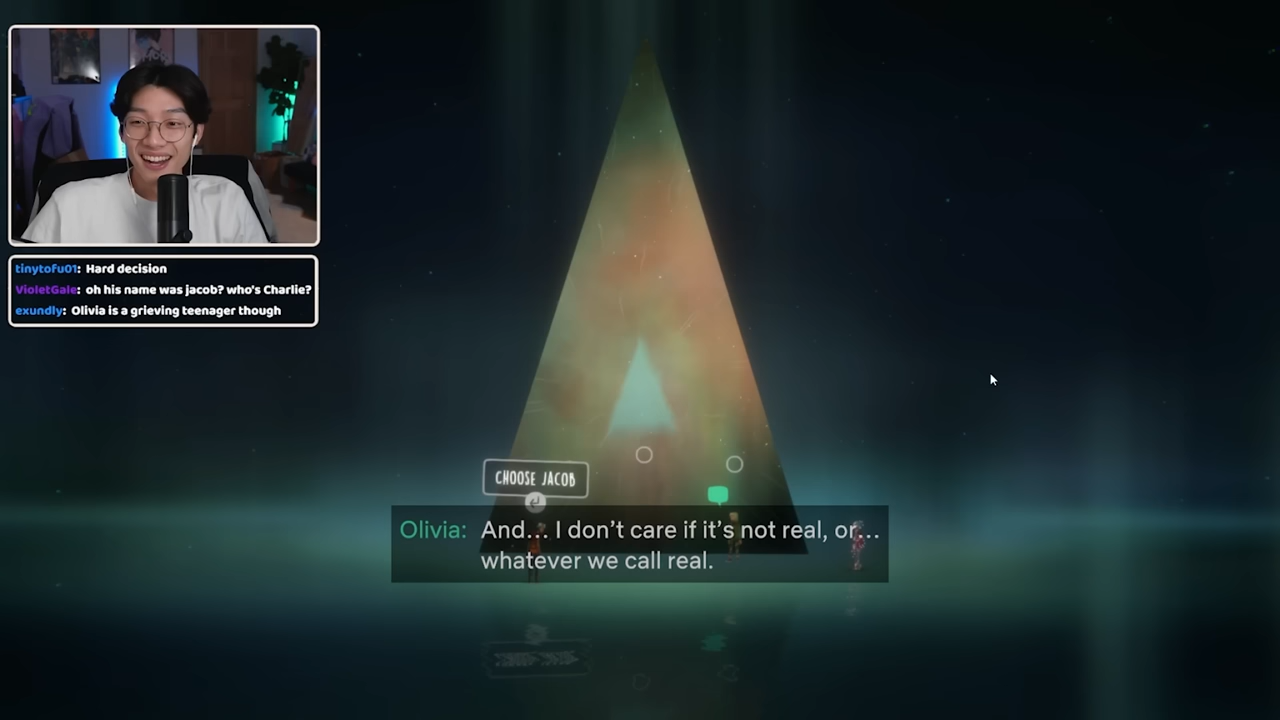 tinytofu01: Hard decision
VioletGale: oh his name was jacob? who's Charlie?
exundly: Olivia is a grieving teenager though
CHOOSE JACOB
Olivia: And... I don't care if it's not real, or...
whatever we call real.